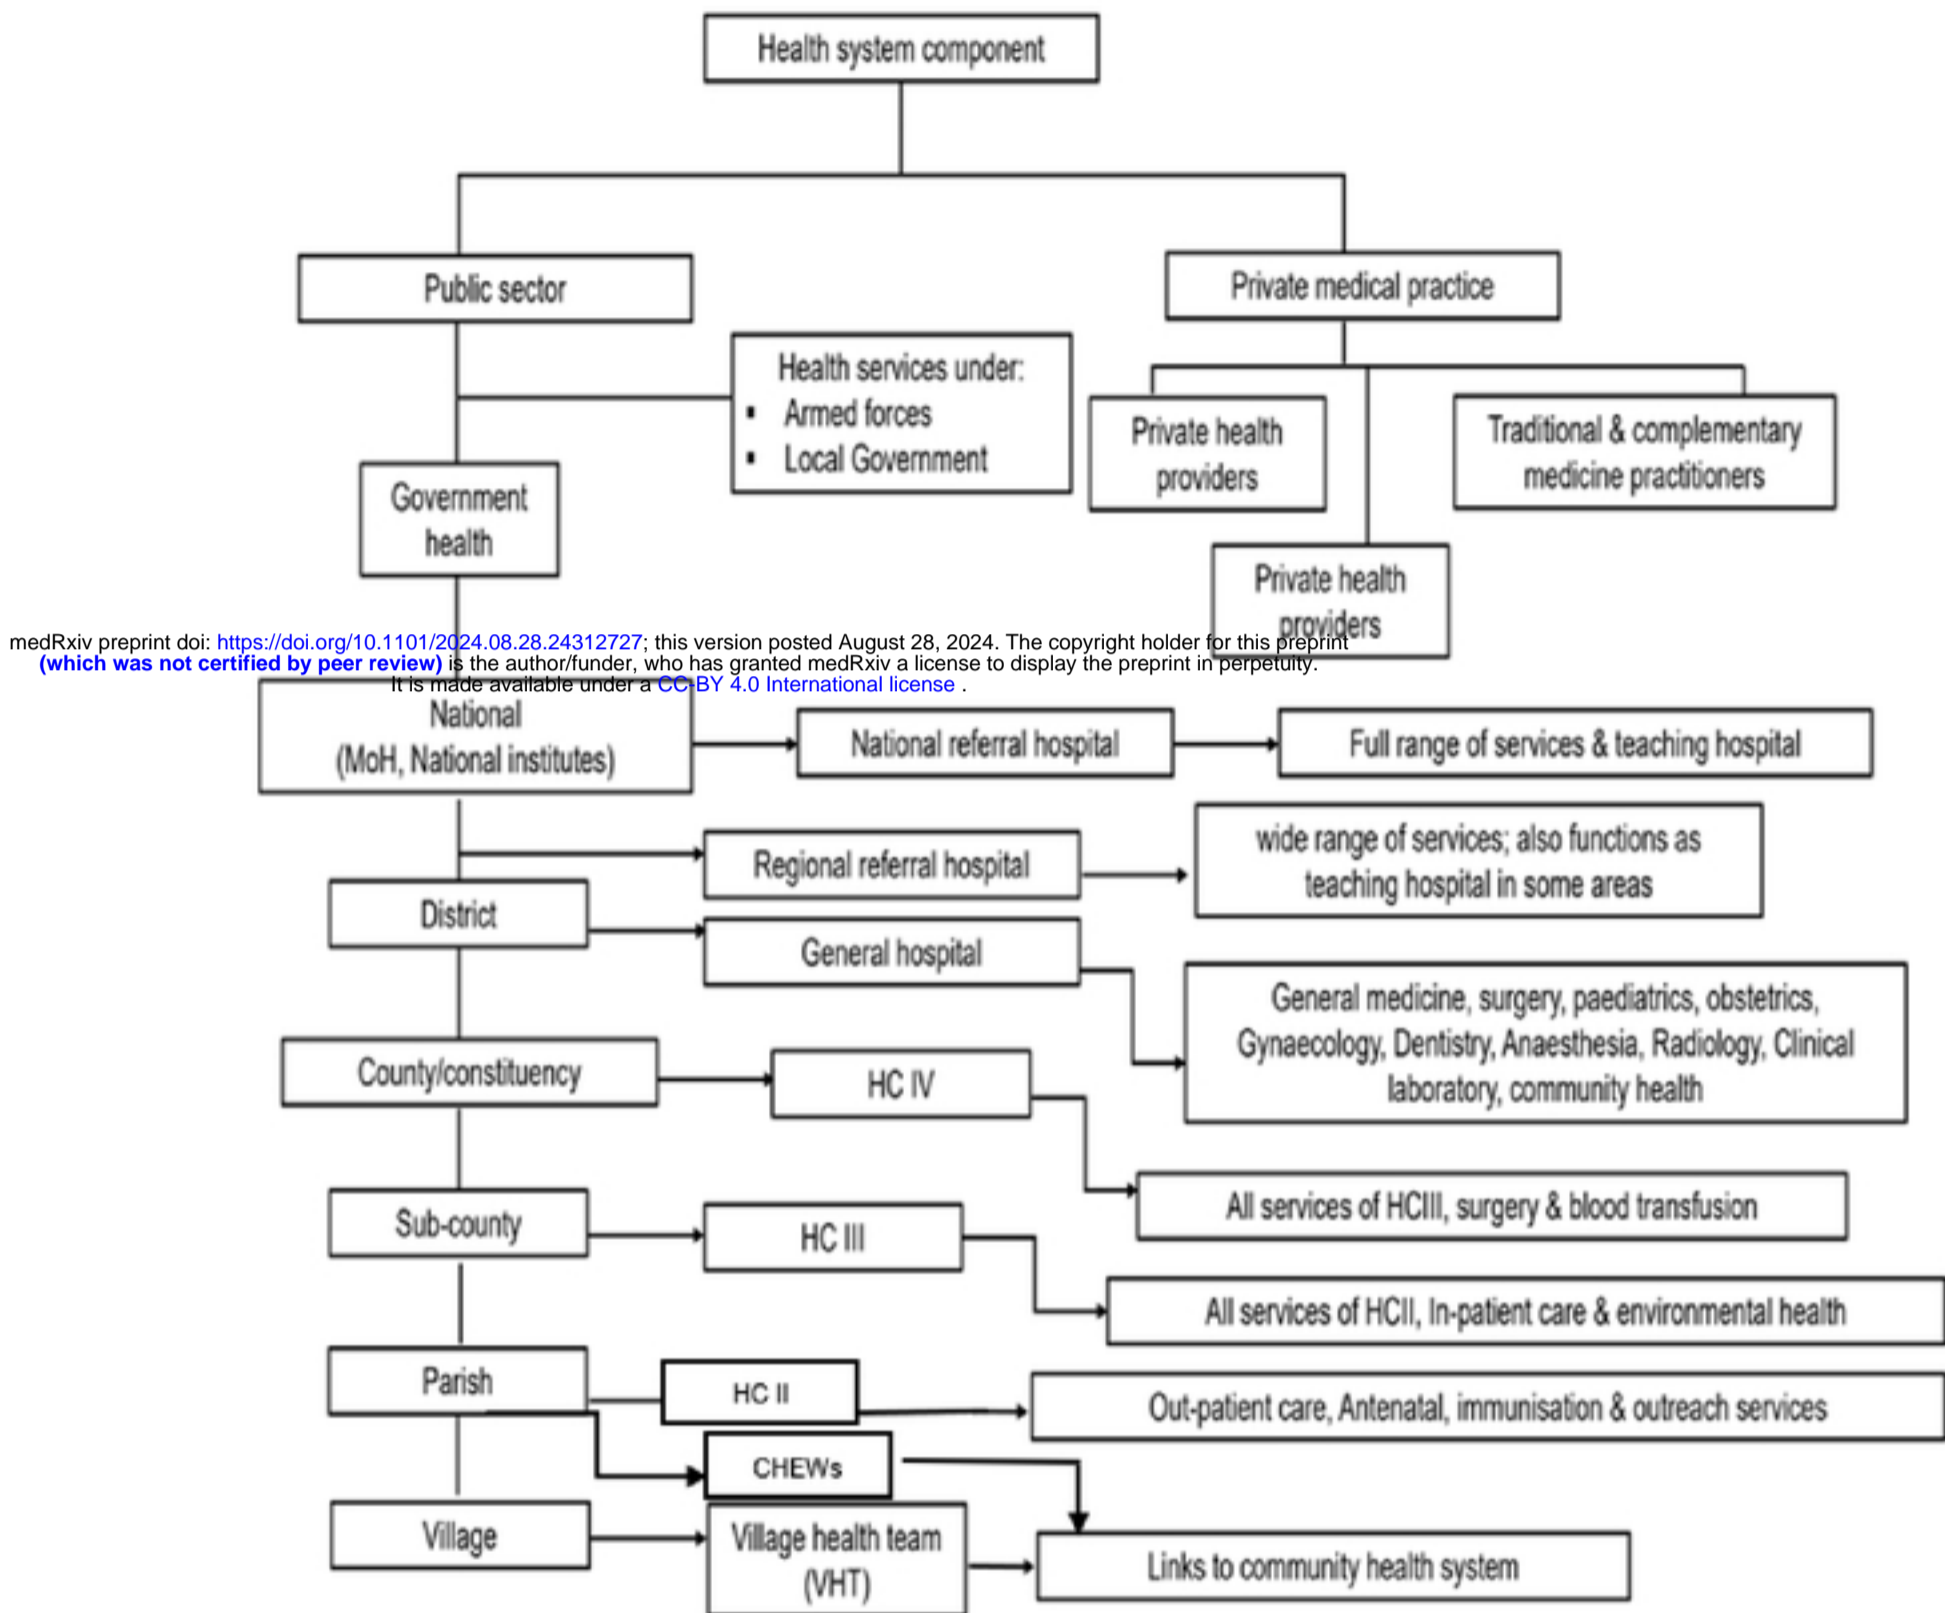 Health system component
Public sector
Private medical practice
Health services under:
▪ Armed forces
▪ Local Government
Private health
providers
Traditional & complementary
medicine practitioners
Government
health
Private health
providers
medRxiv preprint doi: https://doi.org/10.1101/2024.08.28.24312727; this version posted August 28, 2024. The copyright holder for this preprint
(which was not certified by peer review) is the author/funder, who has granted medRxiv a license to display the preprint in perpetuity.
It is made available under a CC-BY 4.0 International license .
National
(MoH, National institutes)
National referral hospital
Full range of services & teaching hospital
Regional referral hospital
wide range of services; also functions as
teaching hospital in some areas
District
General hospital
General medicine, surgery, paediatrics, obstetrics,
Gynaecology, Dentistry, Anaesthesia, Radiology, Clinical
laboratory, community health
County/constituency
HC IV
All services of HCIII, surgery & blood transfusion
Sub-county
HC III
All services of HCII, In-patient care & environmental health
Parish
HC II
Out-patient care, Antenatal, immunisation & outreach services
CHEWs
Village
Village health team
(VHT)
Links to community health system